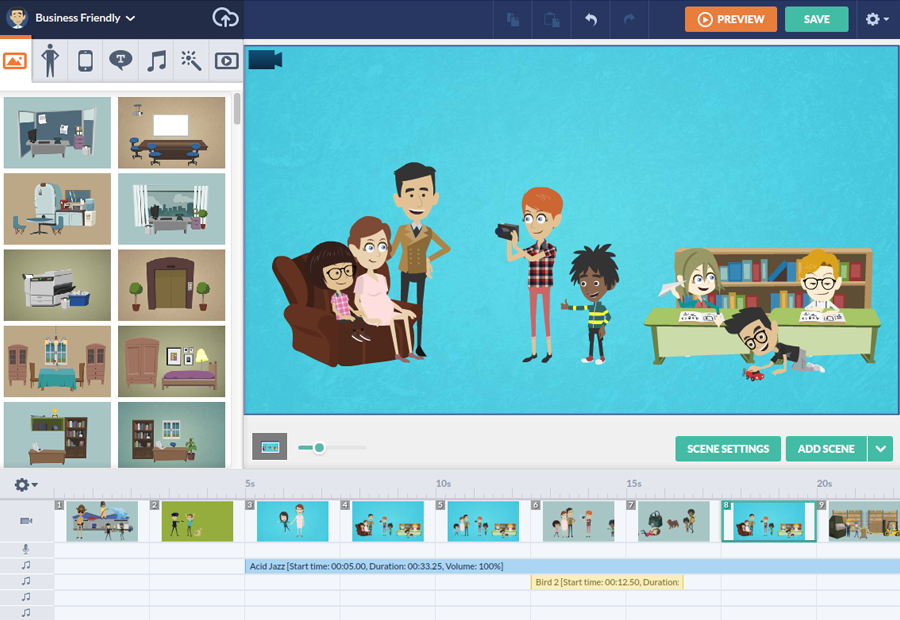 Business Friendly
PREVIEW
SAVE
T
SCENE SETTINGS
ADD SCENE
5s
10s
15s
20s
1
2
3
4
5
6
7
8
9
Acid Jazz [Start time: 00:05.00, Duration: 00:33.25, Volume: 100%]
Bird 2 [Start time: 00:12.50, Duration: